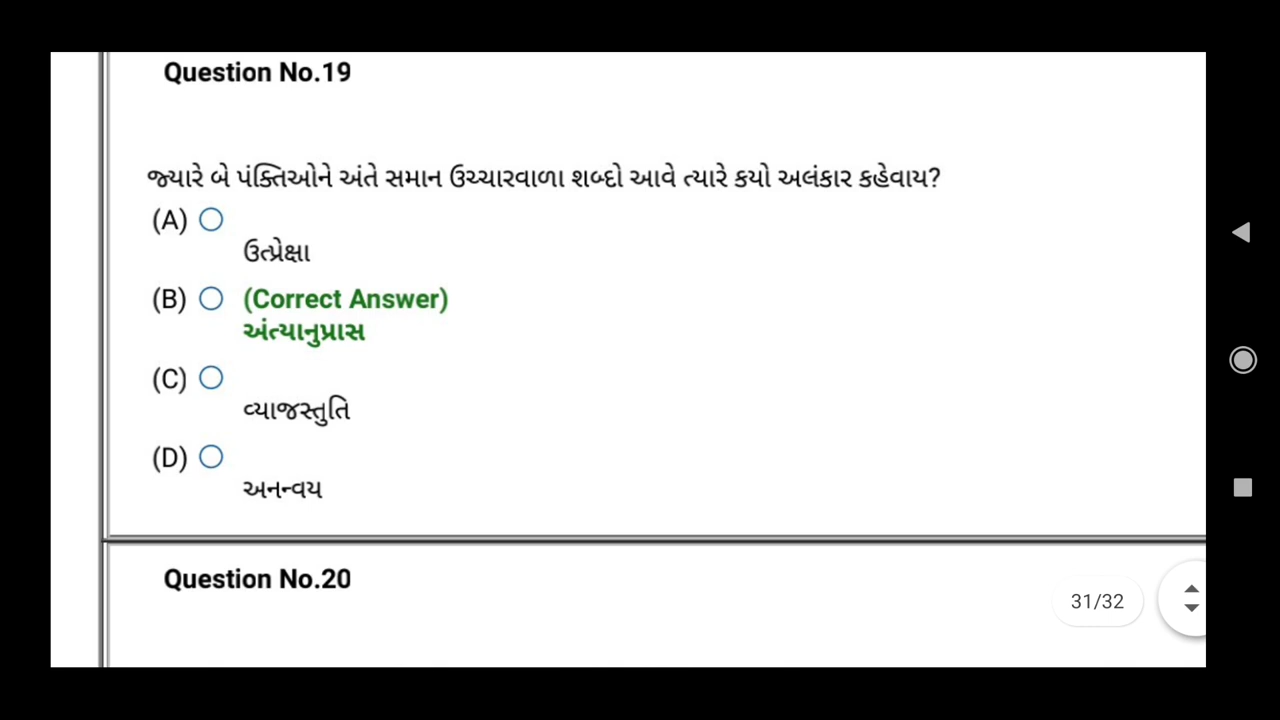 Question No.19
જ્યારે બે પંક્તિઓને અંતે સમાન ઉચ્ચારવાળા શબ્દો આવે ત્યારે કયો અલંકાર કહેવાય?
(A)
ઉત્પ્રેક્ષા
(B) (Correct Answer)
અંત્યાનુપ્રાસ
(C)
વ્યાજસ્તુતિ
(D)
અનન્વય
Question No.20
31/32